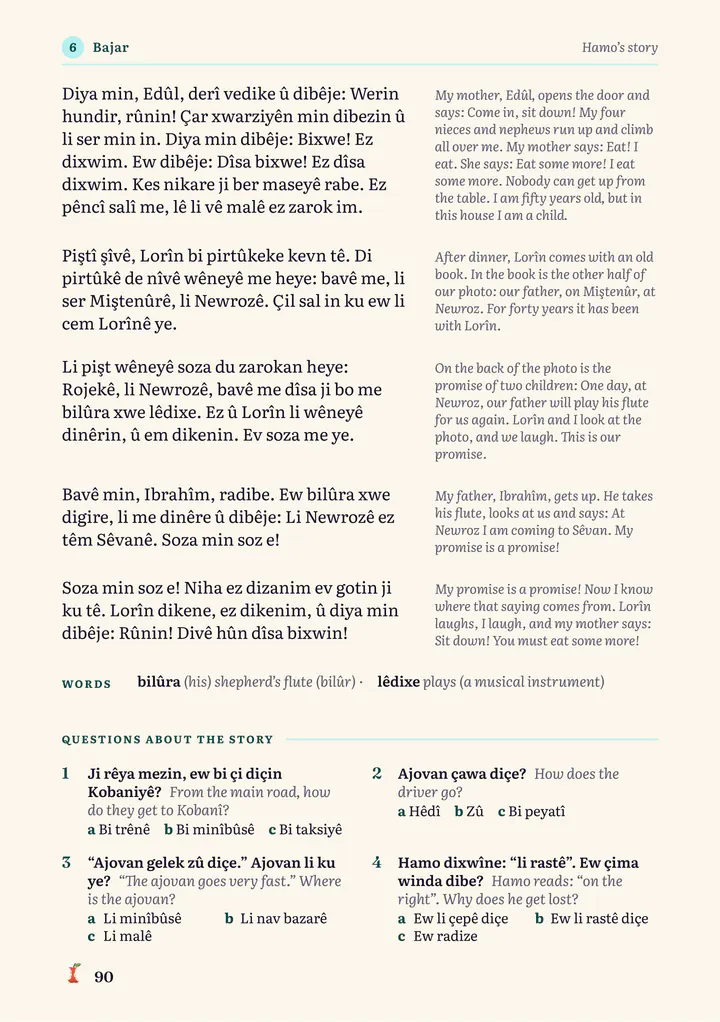 6 Bajar
Hamo’s story
Diya min, Edûl, derî vedike û dibêje: Werin
hundir, rûnin! Çar xwarziyên min dibezin û
li ser min in. Diya min dibêje: Bixwe! Ez
dixwim. Ew dibêje: Dîsa bixwe! Ez dîsa
dixwim. Kes nikare ji ber maseyê rabe. Ez
pêncî salî me, lê li vê malê ez zarok im.
My mother, Edûl, opens the door and
says: Come in, sit down! My four
nieces and nephews run up and climb
all over me. My mother says: Eat! I
eat. She says: Eat some more! I eat
some more. Nobody can get up from
the table. I am fifty years old, but in
this house I am a child.
Piştî şîvê, Lorîn bi pirtûkeke kevn tê. Di
pirtûkê de nîvê wêneyê me heye: bavê me, li
ser Miştenûrê, li Newrozê. Çil sal in ku ew li
cem Lorînê ye.
After dinner, Lorîn comes with an old
book. In the book is the other half of
our photo: our father, on Miştenûr, at
Newroz. For forty years it has been
with Lorîn.
Li pişt wêneyê soza du zarokan heye:
Rojekê, li Newrozê, bavê me dîsa ji bo me
bilûra xwe lêdixe. Ez û Lorîn li wêneyê
dinêrin, û em dikenin. Ev soza me ye.
On the back of the photo is the
promise of two children: One day, at
Newroz, our father will play his flute
for us again. Lorîn and I look at the
photo, and we laugh. This is our
promise.
Bavê min, Ibrahîm, radibe. Ew bilûra xwe
digire, li me dinêre û dibêje: Li Newrozê ez
têm Sêvanê. Soza min soz e!
My father, Ibrahîm, gets up. He takes
his flute, looks at us and says: At
Newroz I am coming to Sêvan. My
promise is a promise!
Soza min soz e! Niha ez dizanim ev gotin ji
ku tê. Lorîn dikene, ez dikenim, û diya min
dibêje: Rûnin! Divê hûn dîsa bixwin!
My promise is a promise! Now I know
where that saying comes from. Lorîn
laughs, I laugh, and my mother says:
Sit down! You must eat some more!
WORDS bilûra (his) shepherd’s flute (bilûr) · lêdixe plays (a musical instrument)
QUESTIONS ABOUT THE STORY
1 Ji rêya mezin, ew bi çi diçin
Kobaniyê? From the main road, how
do they get to Kobanî?
a Bi trênê b Bi minîbûsê c Bi taksiyê
2 Ajovan çawa diçe? How does the
driver go?
a Hêdî b Zû c Bi peyatî
3 “Ajovan gelek zû diçe.” Ajovan li ku
ye? “The ajovan goes very fast.” Where
is the ajovan?
a Li minîbûsê b Li nav bazarê
c Li malê
4 Hamo dixwîne: “li rastê”. Ew çima
winda dibe? Hamo reads: “on the
right”. Why does he get lost?
a Ew li çepê diçe b Ew li rastê diçe
c Ew radize
90